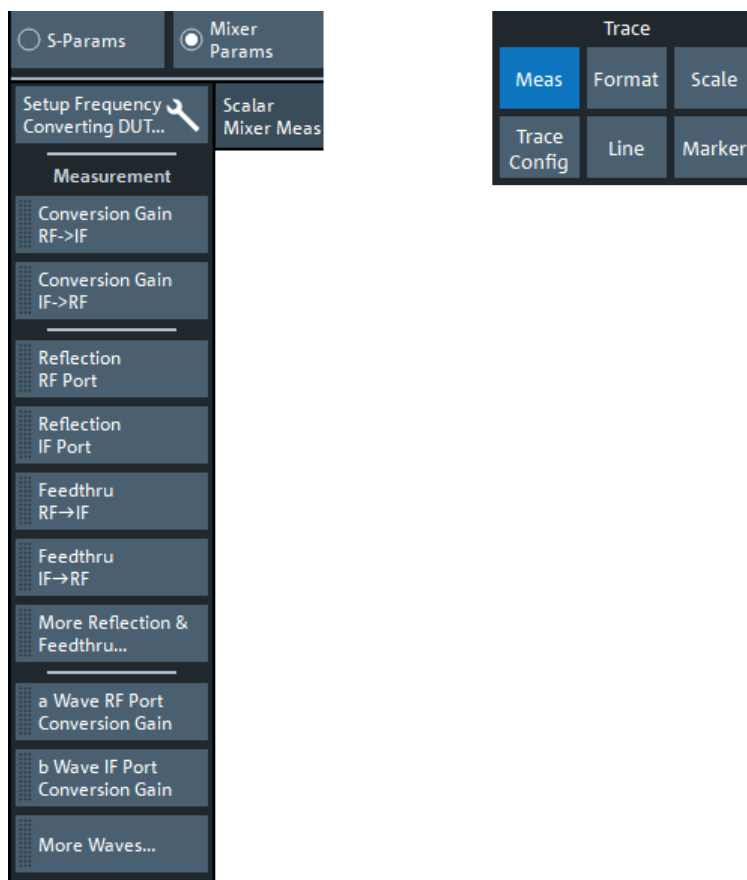 S-Params
Mixer
Params
Setup Frequency
Converting DUT...
Scalar
Mixer Meas
Measurement
Conversion Gain
RF->IF
Conversion Gain
IF->RF
Reflection
RF Port
Reflection
IF Port
Feedthru
RF→IF
Feedthru
IF→RF
More Reflection &
Feedthru...
a Wave RF Port
Conversion Gain
b Wave IF Port
Conversion Gain
More Waves...
Trace
Meas
Format
Scale
Trace
Config
Line
Marker